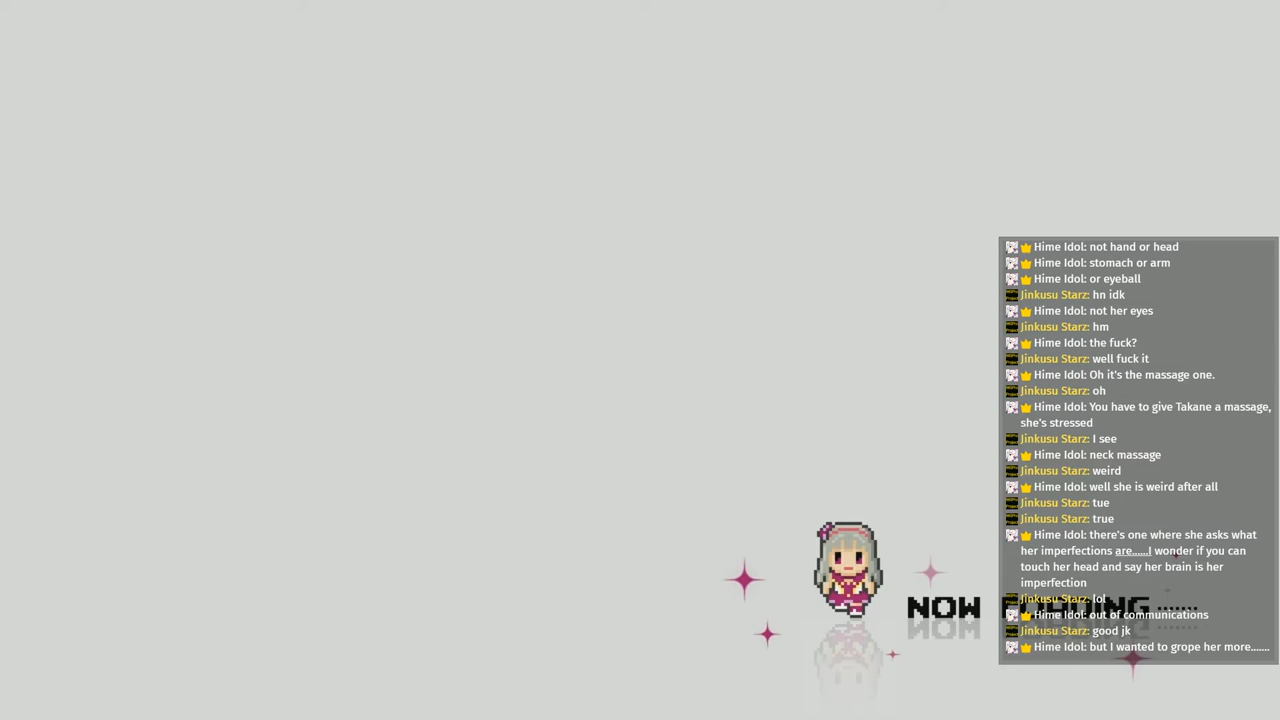 Hime Idol: not hand or head
Hime Idol: stomach or arm
Hime Idol: or eyeball
Jinkusu Starz: hn idk
Hime Idol: not her eyes
Jinkusu Starz: hm
Hime Idol: the fuck?
Jinkusu Starz: well fuck it
Hime Idol: Oh it's the massage one.
Jinkusu Starz: oh
Hime Idol: You have to give Takane a massage,
she's stressed
Jinkusu Starz: I see
Hime Idol: neck massage
Jinkusu Starz: weird
Hime Idol: well she is weird after all
Jinkusu Starz: tue
Jinkusu Starz: true
Hime Idol: there's one where she asks what
her imperfections are......I wonder if you can
touch her head and say her brain is her
imperfection
Jinkusu Starz: lol
NOW LOADING .......
Hime Idol: out of communications
Jinkusu Starz: good jk
Hime Idol: but I wanted to grope her more.......